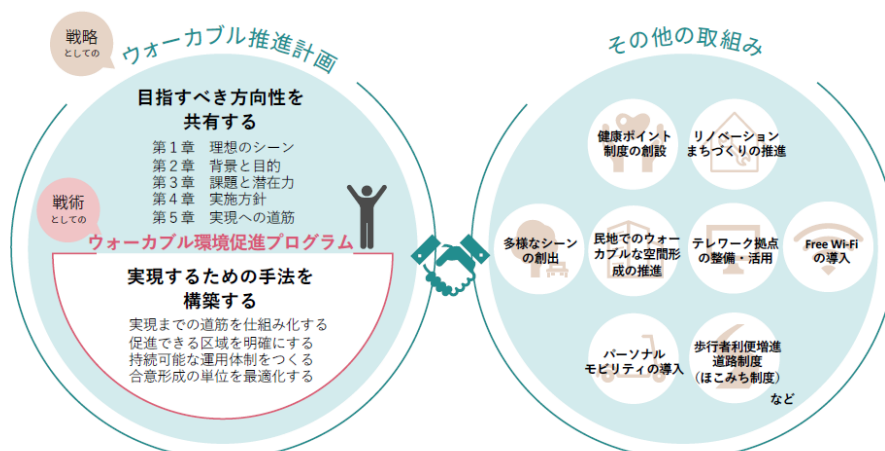 戦略
としての
ウォーカブル推進計画
目指すべき方向性を
共有する
第1章 理想のシーン
第2章 背景と目的
第3章 課題と潜在力
第4章 実施方針
第5章 実現への道筋
戦術
としての
ウォーカブル環境促進プログラム
実現するための手法を
構築する
実現までの道筋を仕組み化する
促進できる区域を明確にする
持続可能な運用体制をつくる
合意形成の単位を最適化する
その他の取組み
健康ポイント
制度の創設
リノベーション
まちづくりの推進
多様なシーン
の創出
民地でのウォー
カブルな空間形
成の推進
テレワーク拠点
の整備・活用
Free Wi-Fi
の導入
パーソナル
モビリティの導入
歩行者利便増進
道路制度
（ほこみち制度）
など